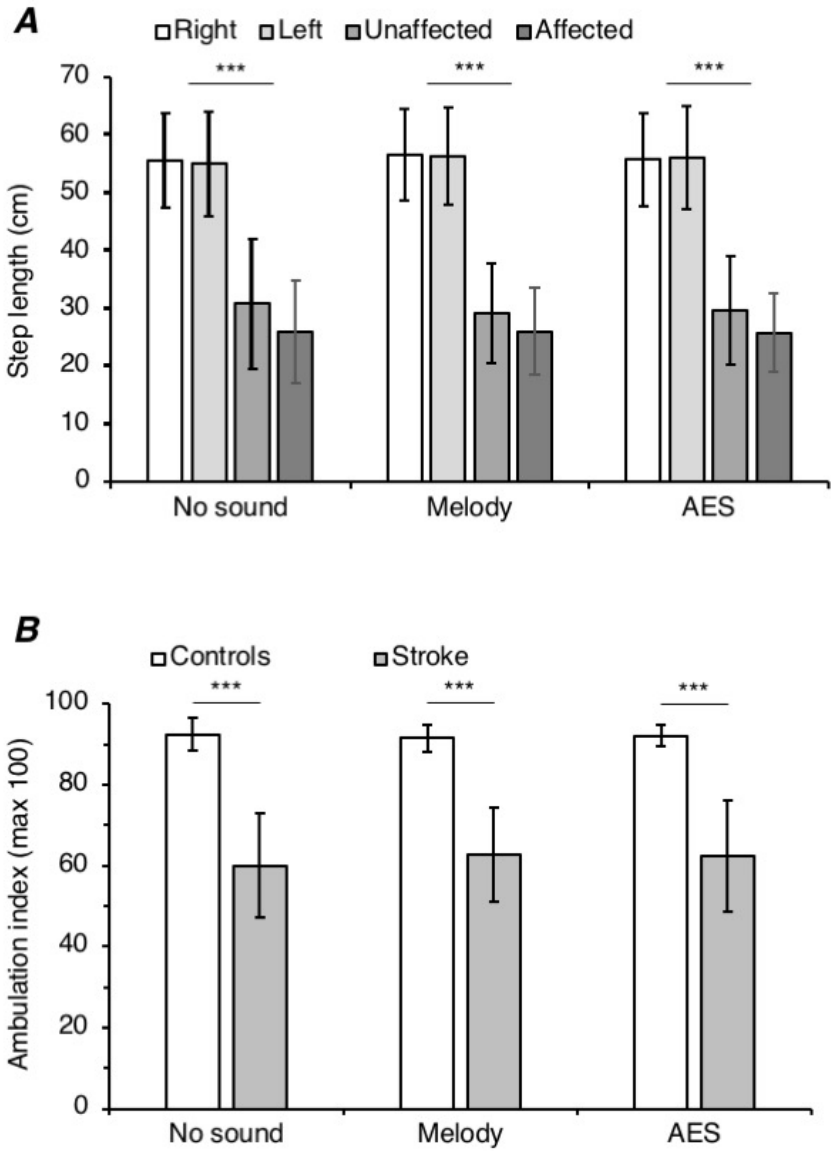 A
Right Left Unaffected Affected
70
60
50
40
30
20
10
0
Step length (cm)
*** *** ***
No sound Melody AES
B
Controls Stroke
100
80
60
40
20
0
Ambulation index (max 100)
*** *** ***
No sound Melody AES